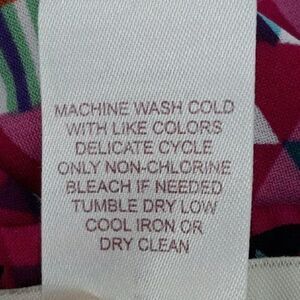 MACHINE WASH COLD
WITH LIKE COLORS
DELICATE CYCLE
ONLY NON-CHLORINE
BLEACH IF NEEDED
TUMBLE DRY LOW
COOL IRON OR
DRY CLEAN